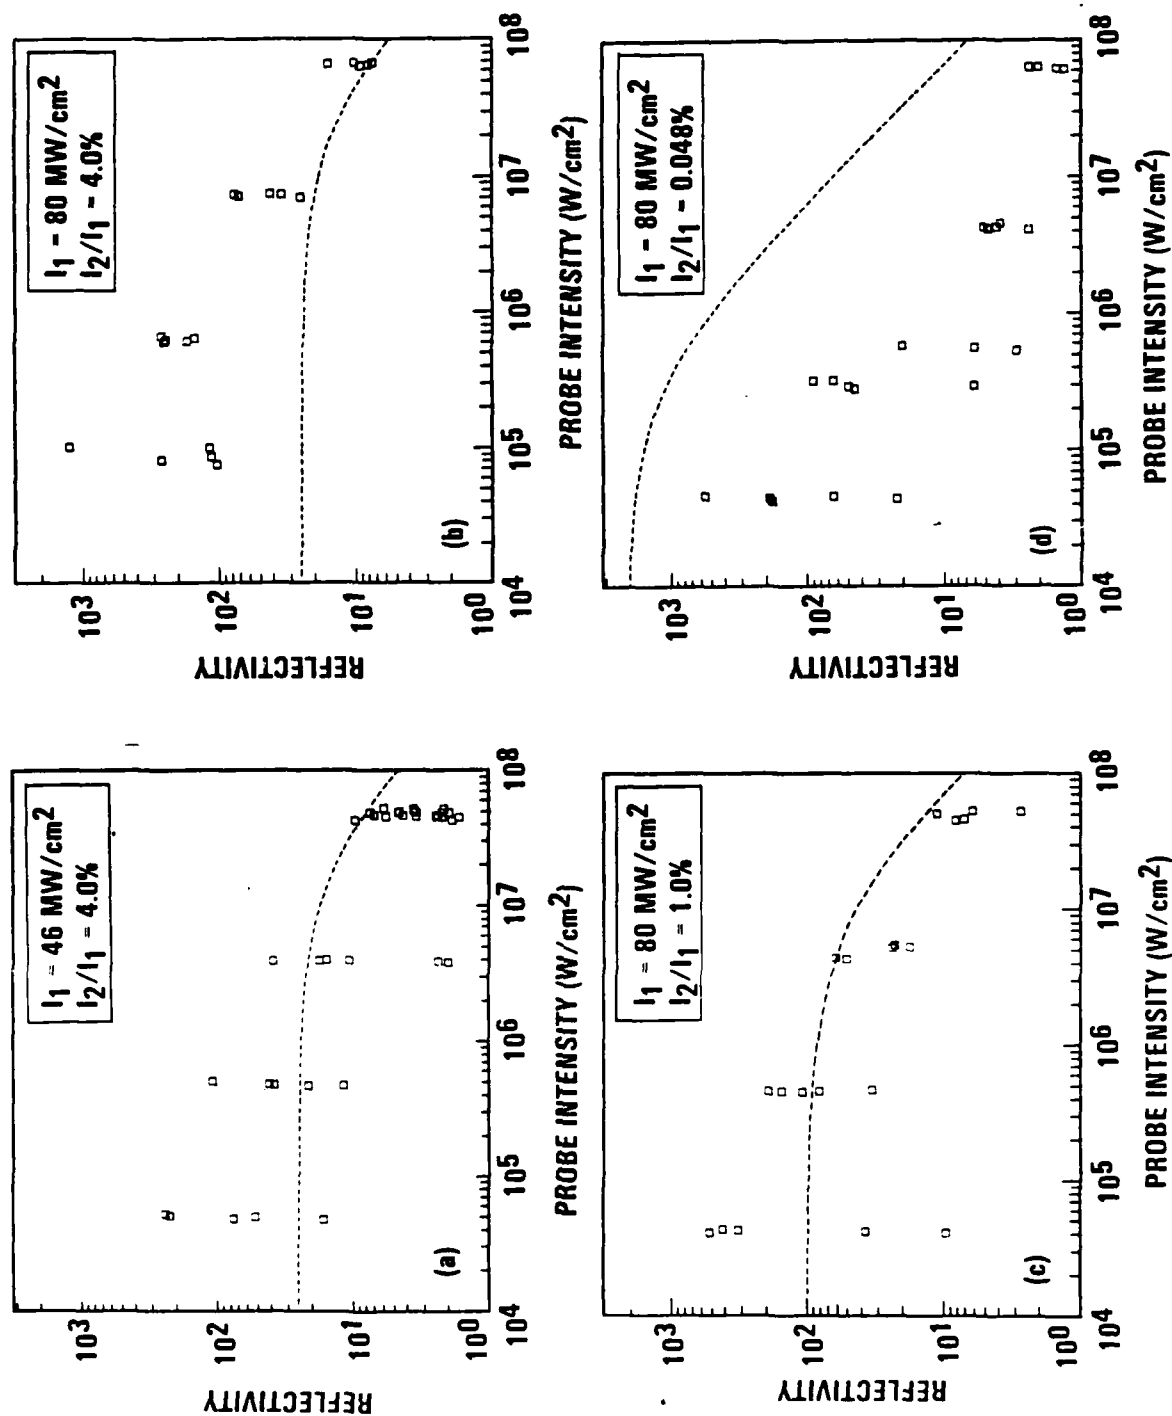 I1 = 46 MW/cm2
I2/I1 = 4.0%
REFLECTIVITY
10^3
10^2
10^1
10^0
(a)
10^4
10^5
10^6
10^7
10^8
PROBE INTENSITY (W/cm2)
I1 = 80 MW/cm2
I2/I1 = 4.0%
REFLECTIVITY
10^3
10^2
10^1
10^0
(b)
10^4
10^5
10^6
10^7
10^8
PROBE INTENSITY (W/cm2)
I1 = 80 MW/cm2
I2/I1 = 1.0%
REFLECTIVITY
10^3
10^2
10^1
10^0
(c)
10^4
10^5
10^6
10^7
10^8
PROBE INTENSITY (W/cm2)
I1 = 80 MW/cm2
I2/I1 = 0.048%
REFLECTIVITY
10^3
10^2
10^1
10^0
(d)
10^4
10^5
10^6
10^7
10^8
PROBE INTENSITY (W/cm2)